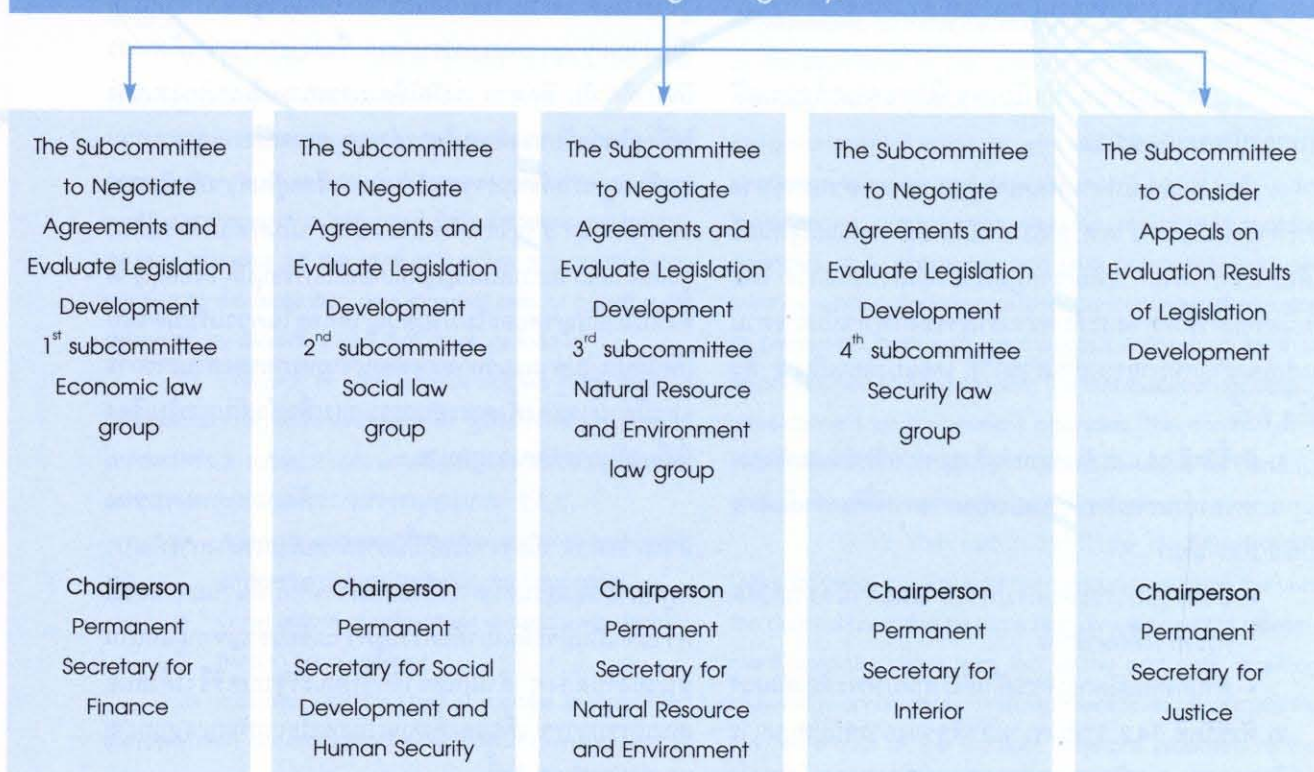 The Subcommittee
to Negotiate
Agreements and
Evaluate Legislation
Development
1st subcommittee
Economic law
group
Chairperson
Permanent
Secretary for
Finance
The Subcommittee
to Negotiate
Agreements and
Evaluate Legislation
Development
2nd subcommittee
Social law
group
Chairperson
Permanent
Secretary for Social
Development and
Human Security
The Subcommittee
to Negotiate
Agreements and
Evaluate Legislation
Development
3rd subcommittee
Natural Resource
and Environment
law group
Chairperson
Permanent
Secretary for
Natural Resource
and Environment
The Subcommittee
to Negotiate
Agreements and
Evaluate Legislation
Development
4th subcommittee
Security law
group
Chairperson
Permanent
Secretary for
Interior
The Subcommittee
to Consider
Appeals on
Evaluation Results
of Legislation
Development
Chairperson
Permanent
Secretary for
Justice